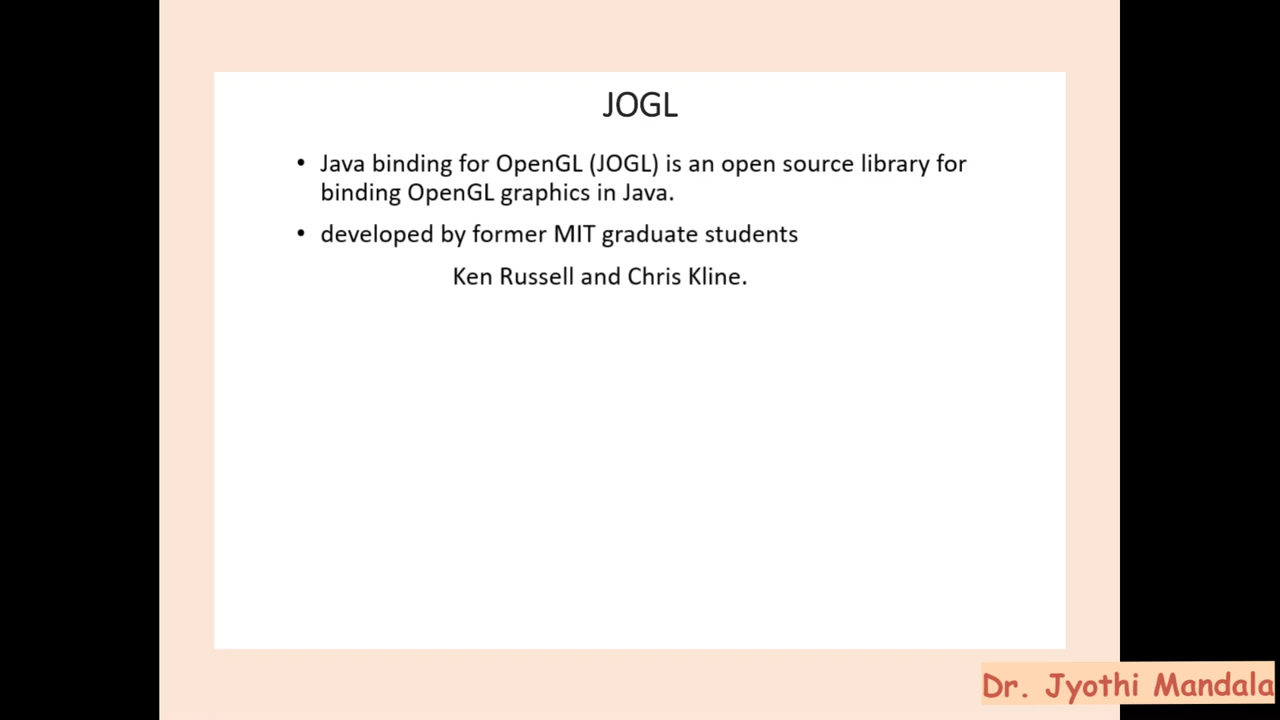 JOGL
• Java binding for OpenGL (JOGL) is an open source library for
binding OpenGL graphics in Java.
• developed by former MIT graduate students
Ken Russell and Chris Kline.
Dr. Jyothi Mandala